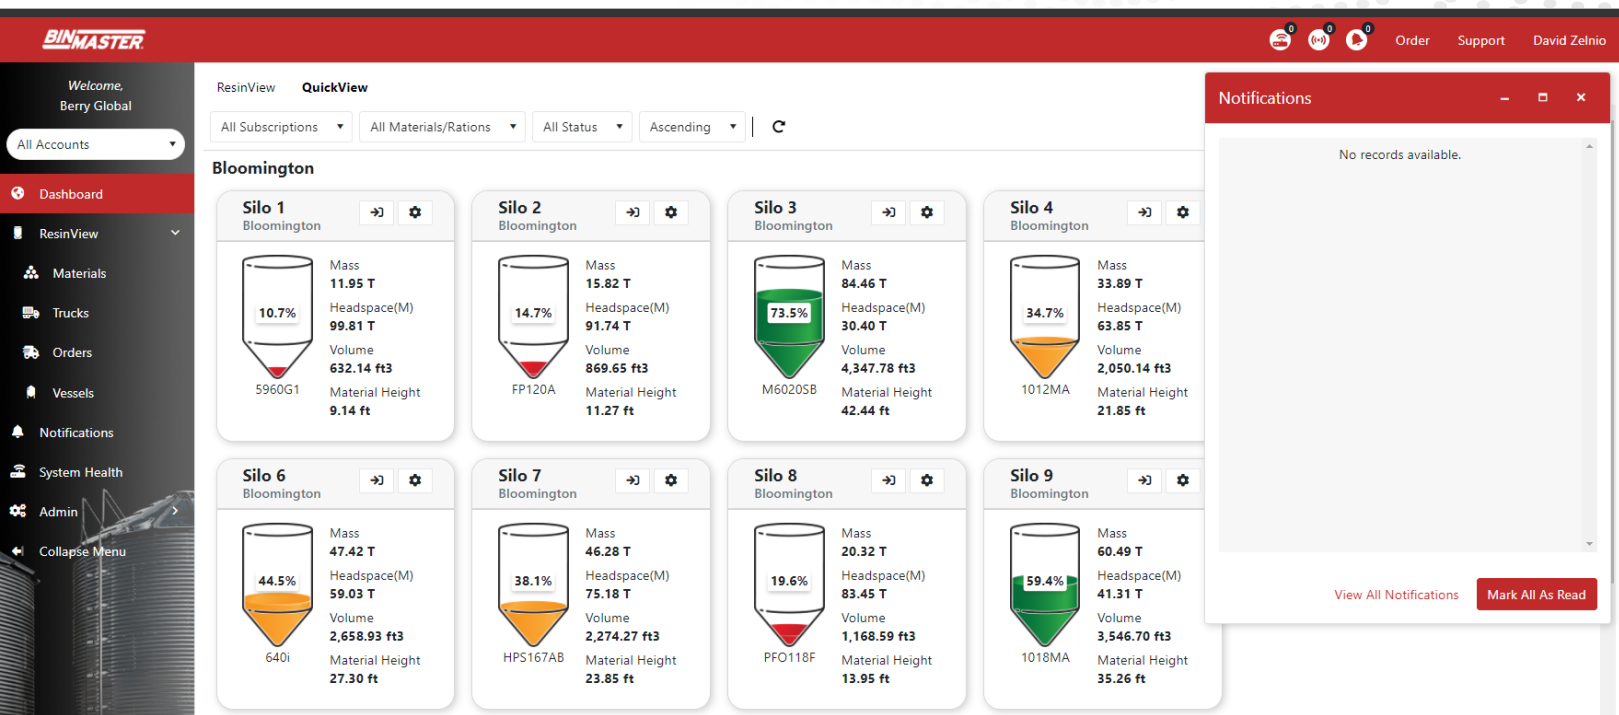 BINMASTER.
0 0 0
Order Support David Zelnio
Welcome,
Berry Global
All Accounts
Dashboard
ResinView
Materials
Trucks
Orders
Vessels
Notifications
System Health
Admin
Collapse Menu
ResinView QuickView
All Subscriptions All Materials/Rations All Status Ascending
Bloomington
Silo 1
Bloomington
10.7%
5960G1
Mass
11.95 T
Headspace(M)
99.81 T
Volume
632.14 ft3
Material Height
9.14 ft
Silo 2
Bloomington
14.7%
FP120A
Mass
15.82 T
Headspace(M)
91.74 T
Volume
869.65 ft3
Material Height
11.27 ft
Silo 3
Bloomington
73.5%
M6020SB
Mass
84.46 T
Headspace(M)
30.40 T
Volume
4,347.78 ft3
Material Height
42.44 ft
Silo 4
Bloomington
34.7%
1012MA
Mass
33.89 T
Headspace(M)
63.85 T
Volume
2,050.14 ft3
Material Height
21.85 ft
Silo 6
Bloomington
44.5%
640i
Mass
47.42 T
Headspace(M)
59.03 T
Volume
2,658.93 ft3
Material Height
27.30 ft
Silo 7
Bloomington
38.1%
HPS167AB
Mass
46.28 T
Headspace(M)
75.18 T
Volume
2,274.27 ft3
Material Height
23.85 ft
Silo 8
Bloomington
19.6%
PFO118F
Mass
20.32 T
Headspace(M)
83.45 T
Volume
1,168.59 ft3
Material Height
13.95 ft
Silo 9
Bloomington
59.4%
1018MA
Mass
60.49 T
Headspace(M)
41.31 T
Volume
3,546.70 ft3
Material Height
35.26 ft
Notifications
No records available.
View All Notifications
Mark All As Read